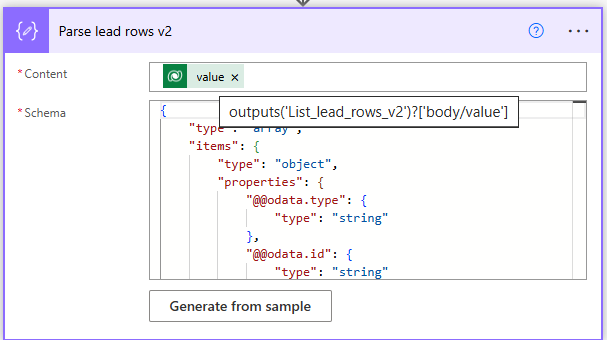 Parse lead rows v2
* Content
value ×
outputs('List_lead_rows_v2')?['body/value']
* Schema
{
"type": "array",
"items": {
"type": "object",
"properties": {
"@@odata.type": {
"type": "string"
},
"@@odata.id": {
"type": "string"
Generate from sample